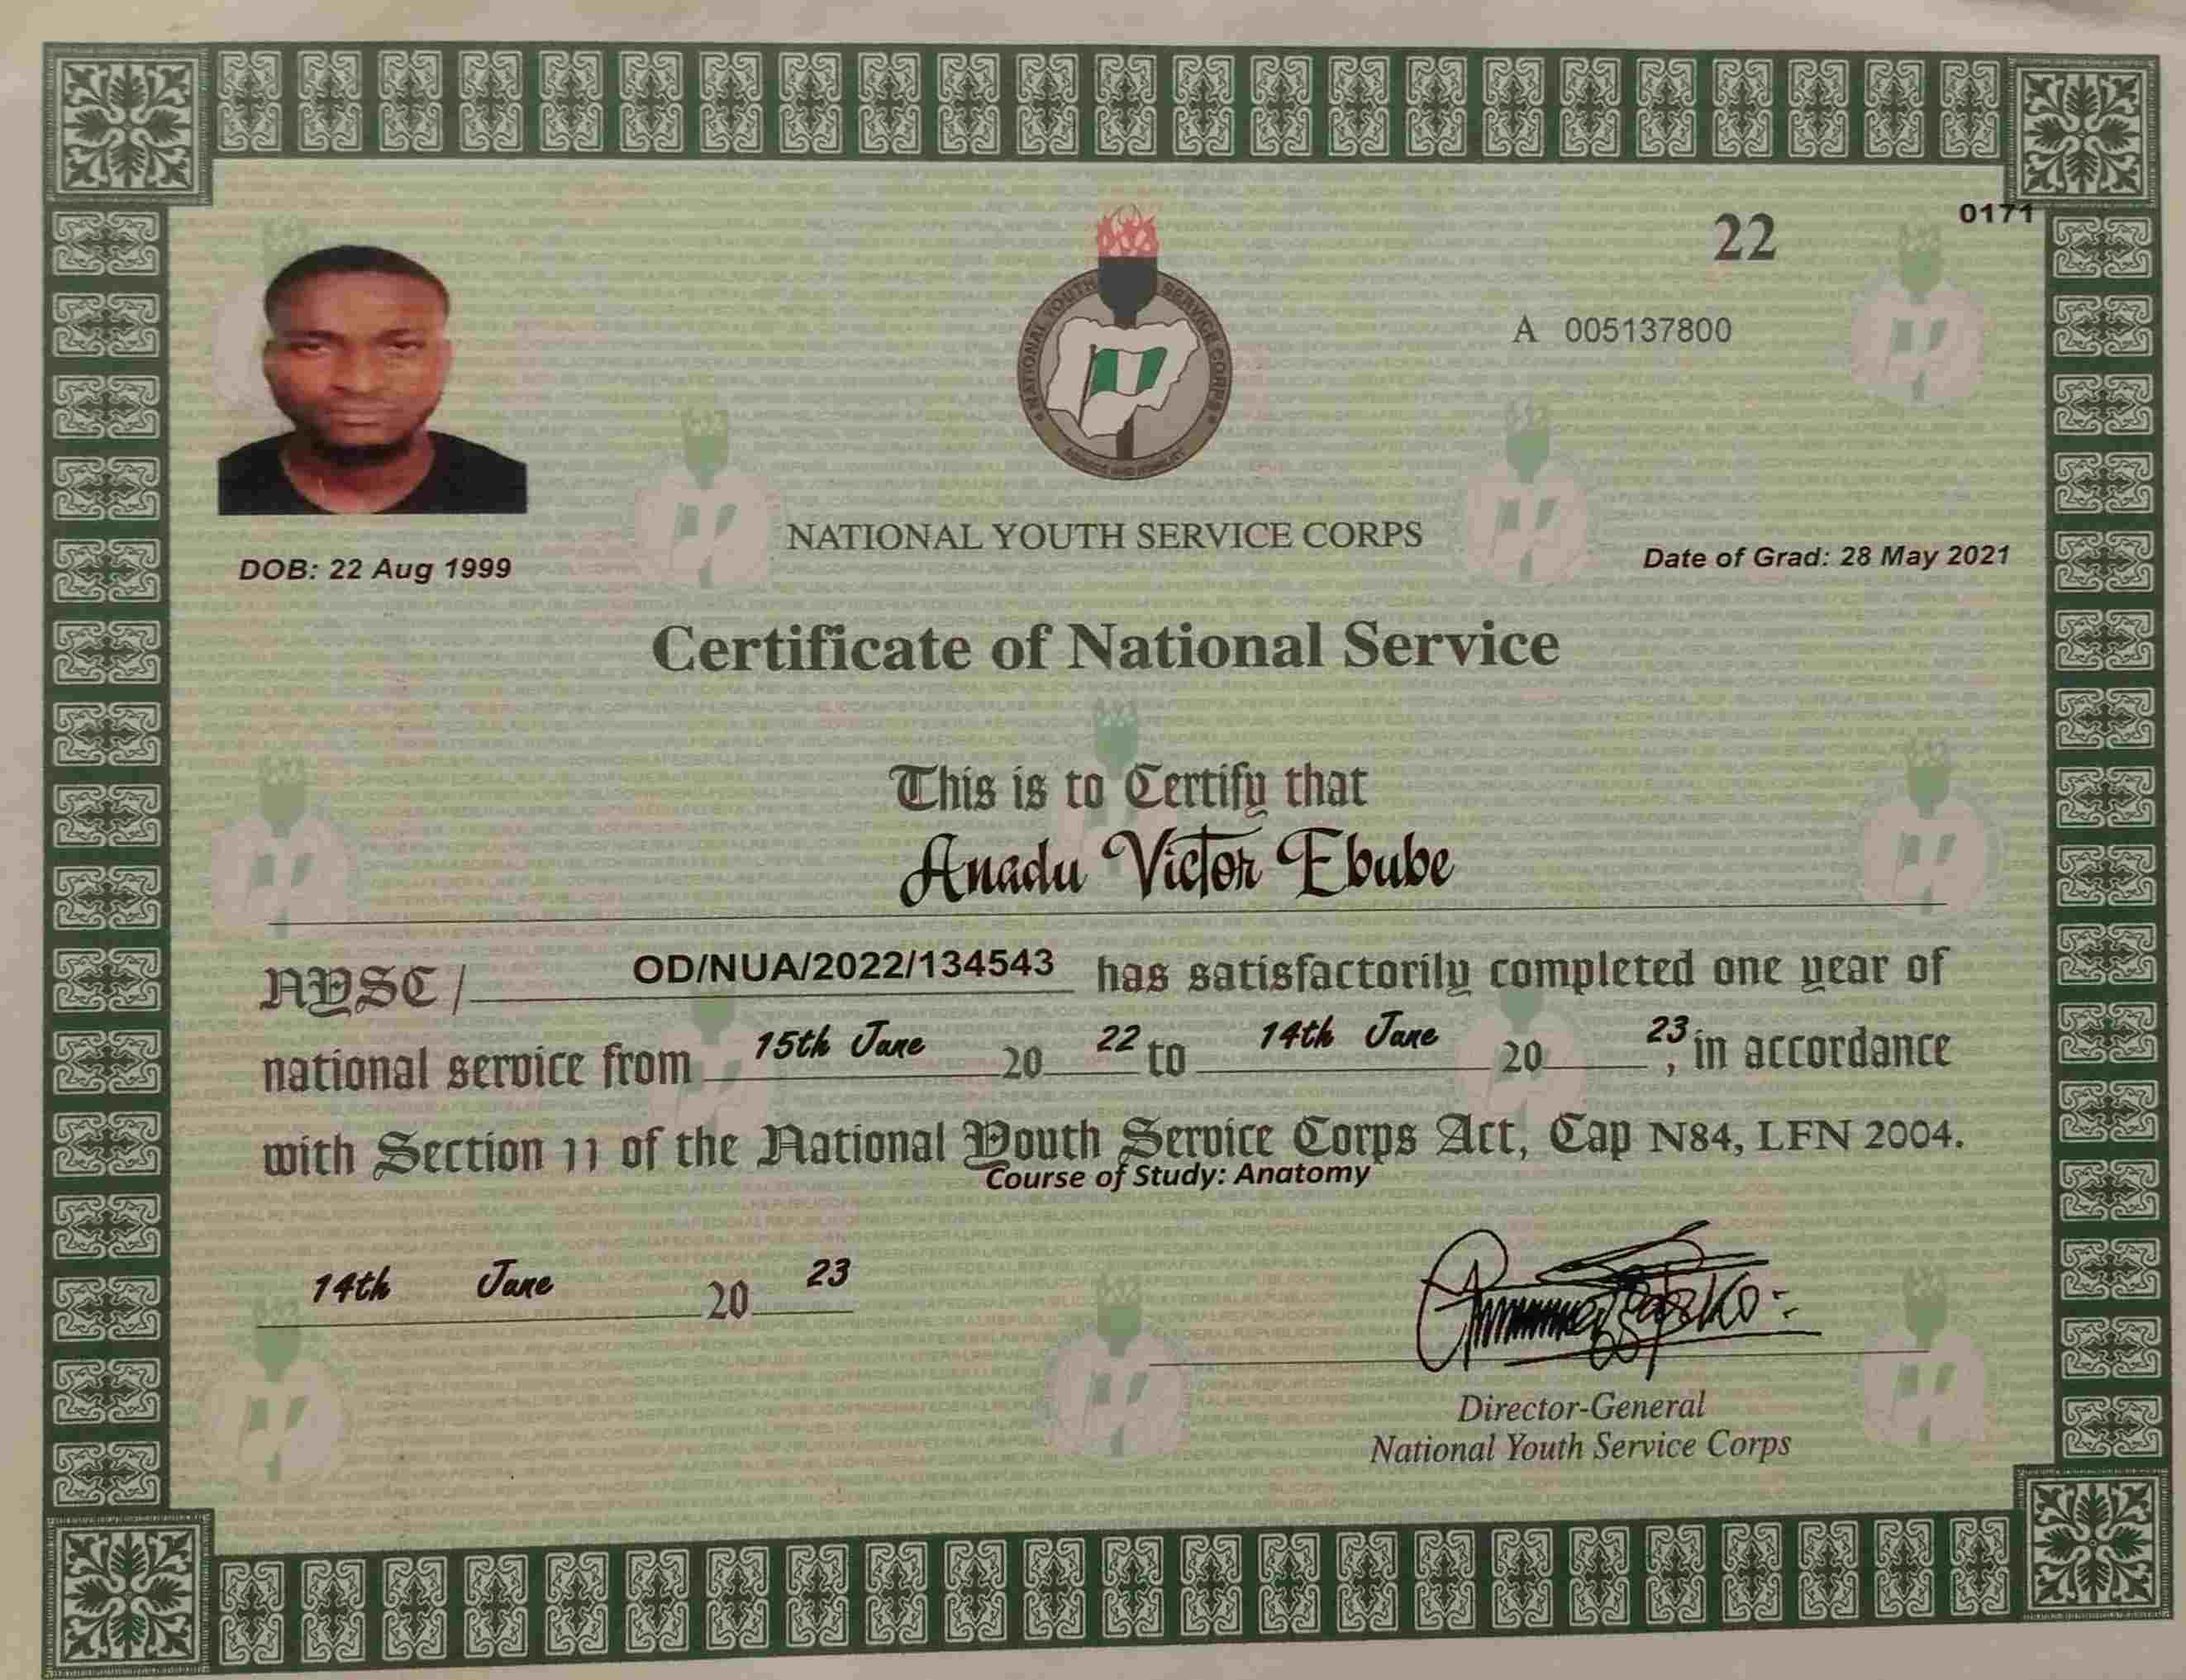 0171
22
A 005137800
NATIONAL YOUTH SERVICE CORPS
NATIONAL YOUTH SERVICE CORPS
DOB: 22 Aug 1999
Date of Grad: 28 May 2021
Certificate of National Service
This is to Certify that
Anadu Victor Ebube
NYSC/ OD/NUA/2022/134543 has satisfactorily completed one year of
national service from 15th June 20 22 to 14th June 20 23, in accordance
with Section 11 of the National Youth Service Corps Act, Cap N84, LFN 2004.
Course of Study: Anatomy
14th June 20 23
Director-General
National Youth Service Corps